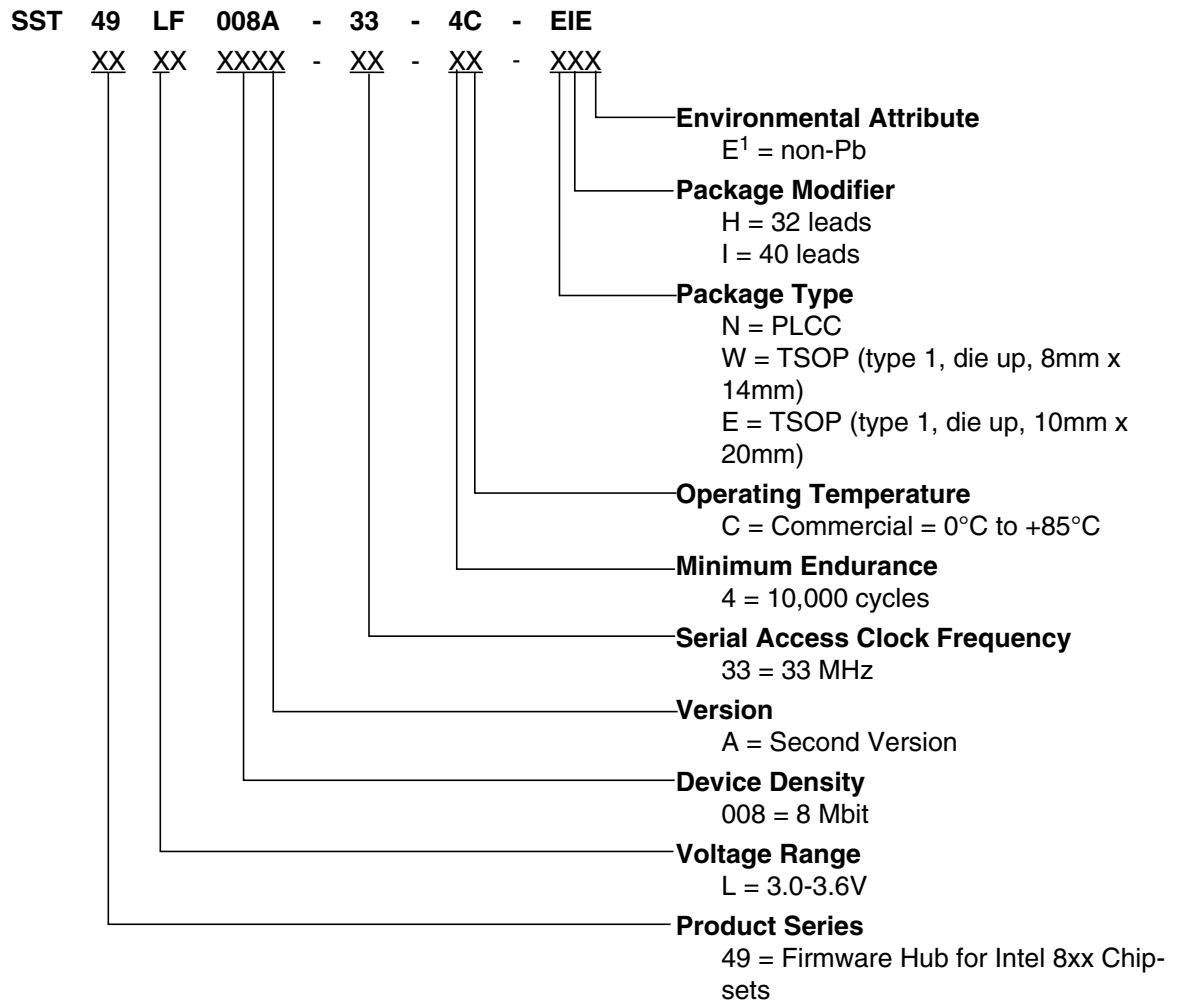 SST 49 LF 008A - 33 - 4C - EIE
XX XX XXXX - XX - XX - XXX
Environmental Attribute
E1 = non-Pb
Package Modifier
H = 32 leads
I = 40 leads
Package Type
N = PLCC
W = TSOP (type 1, die up, 8mm x
14mm)
E = TSOP (type 1, die up, 10mm x
20mm)
Operating Temperature
C = Commercial = 0°C to +85°C
Minimum Endurance
4 = 10,000 cycles
Serial Access Clock Frequency
33 = 33 MHz
Version
A = Second Version
Device Density
008 = 8 Mbit
Voltage Range
L = 3.0-3.6V
Product Series
49 = Firmware Hub for Intel 8xx Chip-
sets